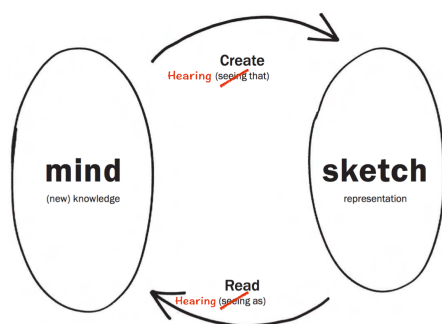 Create
Hearing (seeing that)
mind
(new) knowledge
sketch
representation
Read
Hearing (seeing as)